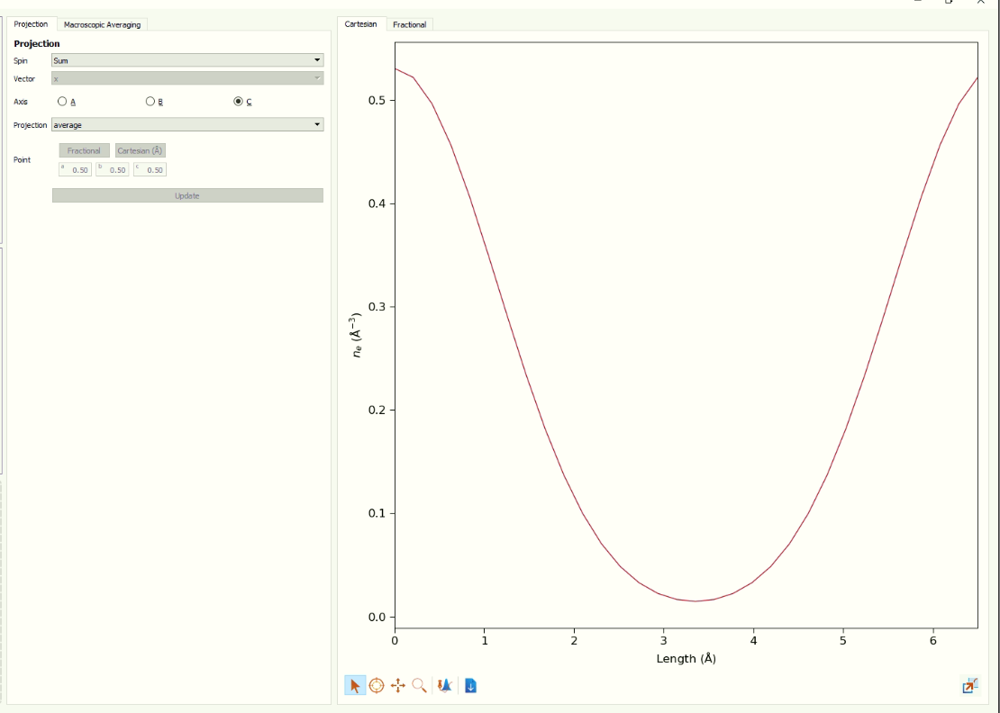 Projection Macroscopic Averaging
Projection
Spin Sum
Vector x
Axis A B C
Projection average
Fractional Cartesian (Å)
Point
a 0.50 b 0.50 c 0.50
Update
Cartesian Fractional
0.5
0.4
0.3
0.2
0.1
0.0
nₑ (Å⁻³)
0 1 2 3 4 5 6
Length (Å)